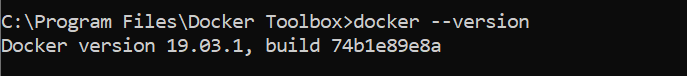 C:\Program Files\Docker Toolbox>docker --version
Docker version 19.03.1, build 74b1e89e8a